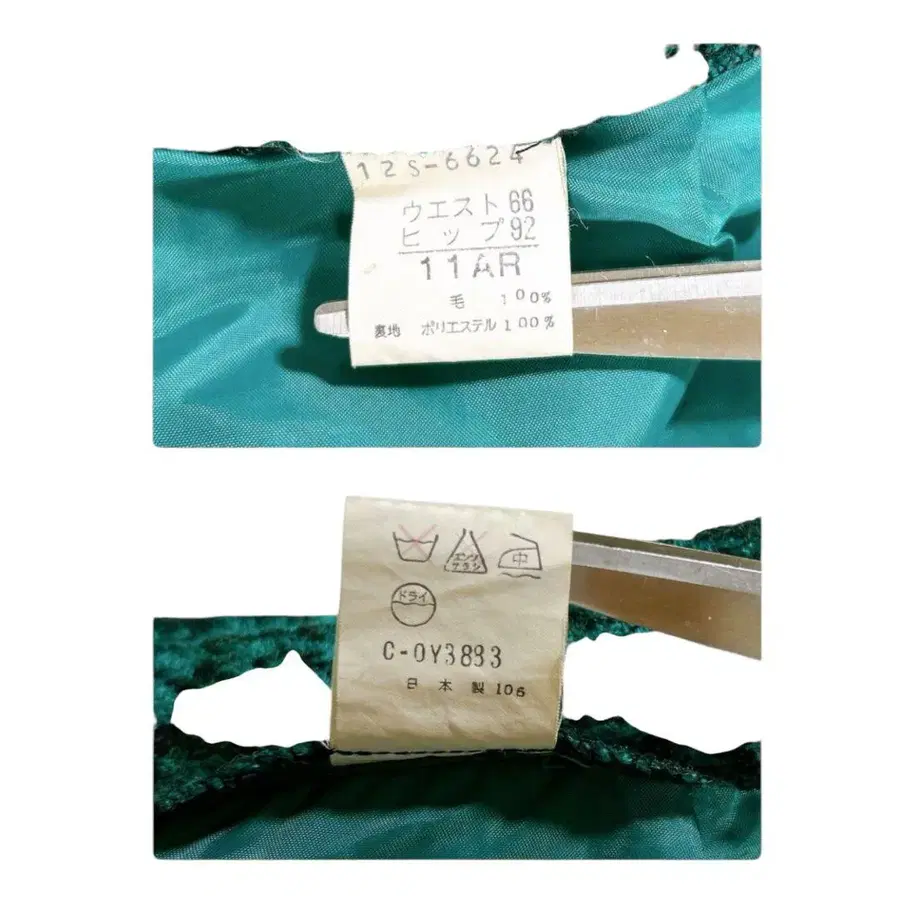 12S-6624
ウエスト66
ヒップ92
11AR
毛 100%
裏地 ポリエステル100%
エンソ
フラシ
中
ドライ
C-0Y3883
日本製106